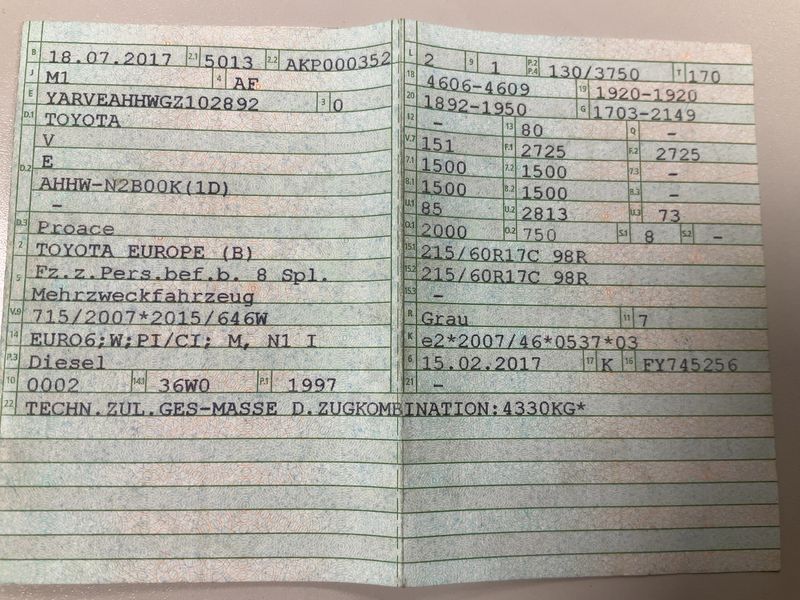 B 18.07.2017 2.1 5013 2.2 AKP000352
J M1 4 AF
E YARVEAHHWGZ102892 3 0
D.1 TOYOTA
V
D.2 E
AHHW-N2B00K(1D)
-
D.3 Proace
2 TOYOTA EUROPE (B)
5 Fz.z.Pers.bef.b. 8 Spl.
Mehrzweckfahrzeug
V.9 715/2007*2015/646W
14 EURO6;W;PI/CI; M, N1 I
P.3 Diesel
10 0002 14.1 36W0 P.1 1997
L 2 9 1 P.2 P.4 130/3750 T 170
18 4606-4609 19 1920-1920
20 1892-1950 G 1703-2149
12 - 13 80 Q -
V.7 151 F.1 2725 F.2 2725
7.1 1500 7.2 1500 7.3 -
8.1 1500 8.2 1500 8.3 -
U.1 85 U.2 2813 U.3 73
O.1 2000 O.2 750 S.1 8 S.2 -
15.1 215/60R17C 98R
15.2 215/60R17C 98R
15.3 -
R Grau 11 7
K e2*2007/46*0537*03
6 15.02.2017 17 K 16 FY745256
21 -
22 TECHN.ZUL.GES-MASSE D.ZUGKOMBINATION:4330KG*